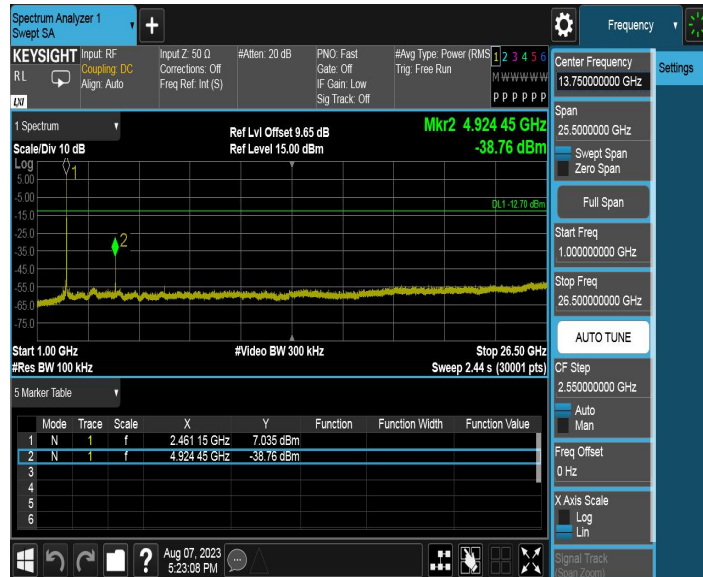 Spectrum Analyzer 1
Swept SA
Frequency
KEYSIGHT
RL
LXI
Input: RF
Coupling: DC
Align: Auto
Input Z: 50 Ω
Corrections: Off
Freq Ref: Int (S)
#Atten: 20 dB
PNO: Fast
Gate: Off
IF Gain: Low
Sig Track: Off
#Avg Type: Power (RMS
Trig: Free Run
1 2 3 4 5 6
M W W W W W
P P P P P P
1 Spectrum
Scale/Div 10 dB
Ref Lvl Offset 9.65 dB
Ref Level 15.00 dBm
Mkr2 4.924 45 GHz
-38.76 dBm
Log
1
5.00
-5.00
DL1 -12.70 dBm
-15.0
-25.0
2
-35.0
-45.0
-55.0
-65.0
-75.0
Start 1.00 GHz
#Video BW 300 kHz
Stop 26.50 GHz
#Res BW 100 kHz
Sweep 2.44 s (30001 pts)
5 Marker Table
Mode Trace Scale X Y Function Function Width Function Value
1 N 1 f 2.461 15 GHz 7.035 dBm
2 N 1 f 4.924 45 GHz -38.76 dBm
3
4
5
6
?
Aug 07, 2023
5:23:08 PM
Center Frequency
13.750000000 GHz
Settings
Span
25.5000000 GHz
Swept Span
Zero Span
Full Span
Start Freq
1.000000000 GHz
Stop Freq
26.500000000 GHz
AUTO TUNE
CF Step
2.550000000 GHz
Auto
Man
Freq Offset
0 Hz
X Axis Scale
Log
Lin
Signal Track
(Span Zoom)